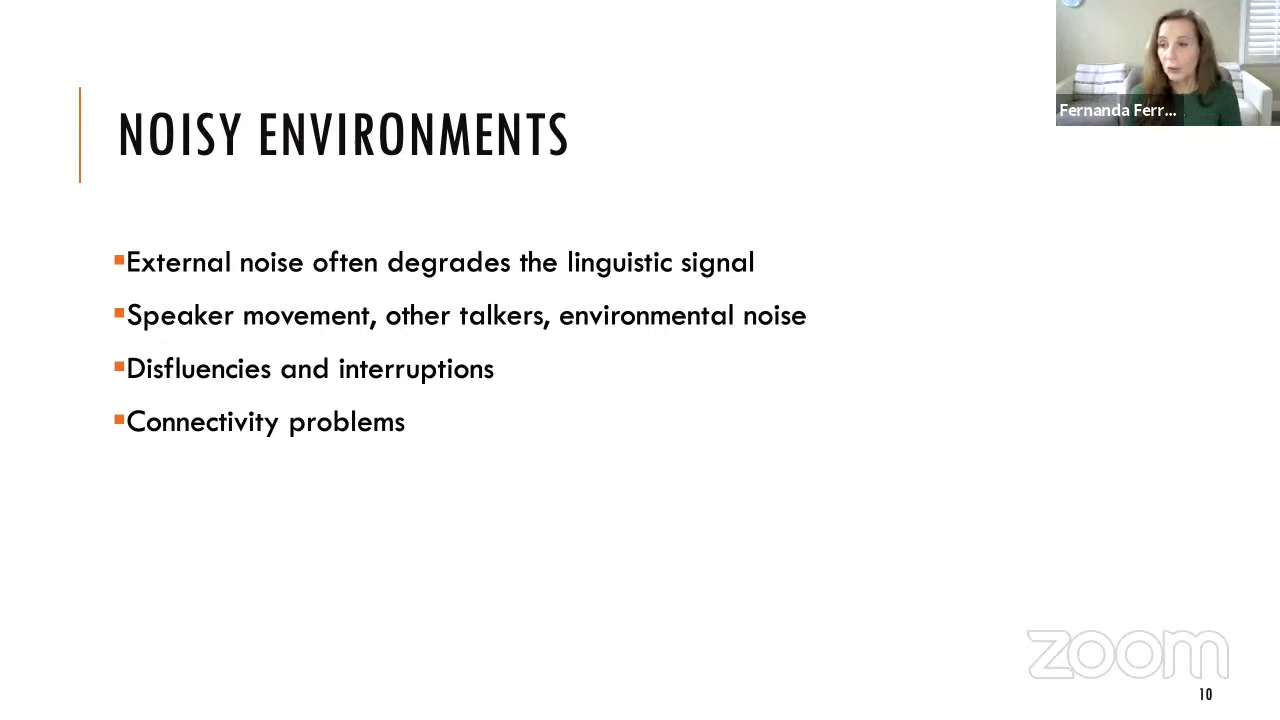 Fernanda Ferr...
NOISY ENVIRONMENTS
▪External noise often degrades the linguistic signal
▪Speaker movement, other talkers, environmental noise
▪Disfluencies and interruptions
▪Connectivity problems
zoom
10